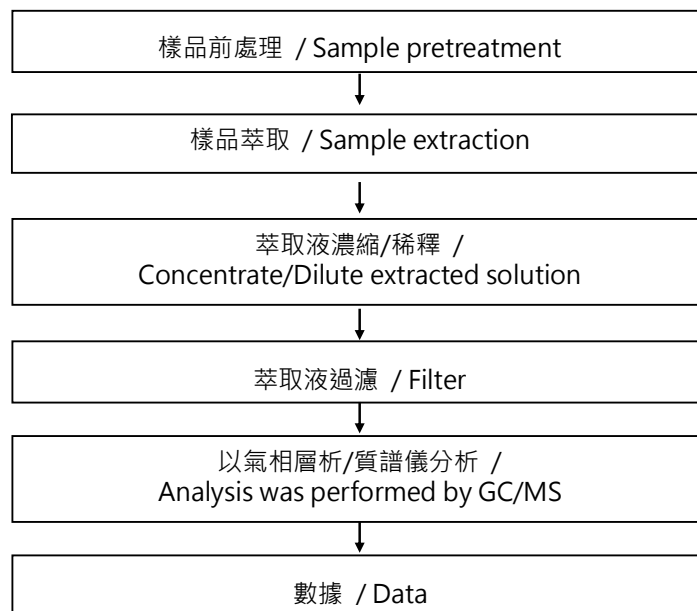 樣品前處理 / Sample pretreatment
樣品萃取 / Sample extraction
萃取液濃縮/稀釋 /
Concentrate/Dilute extracted solution
萃取液過濾 / Filter
以氣相層析/質譜儀分析 /
Analysis was performed by GC/MS
數據 / Data